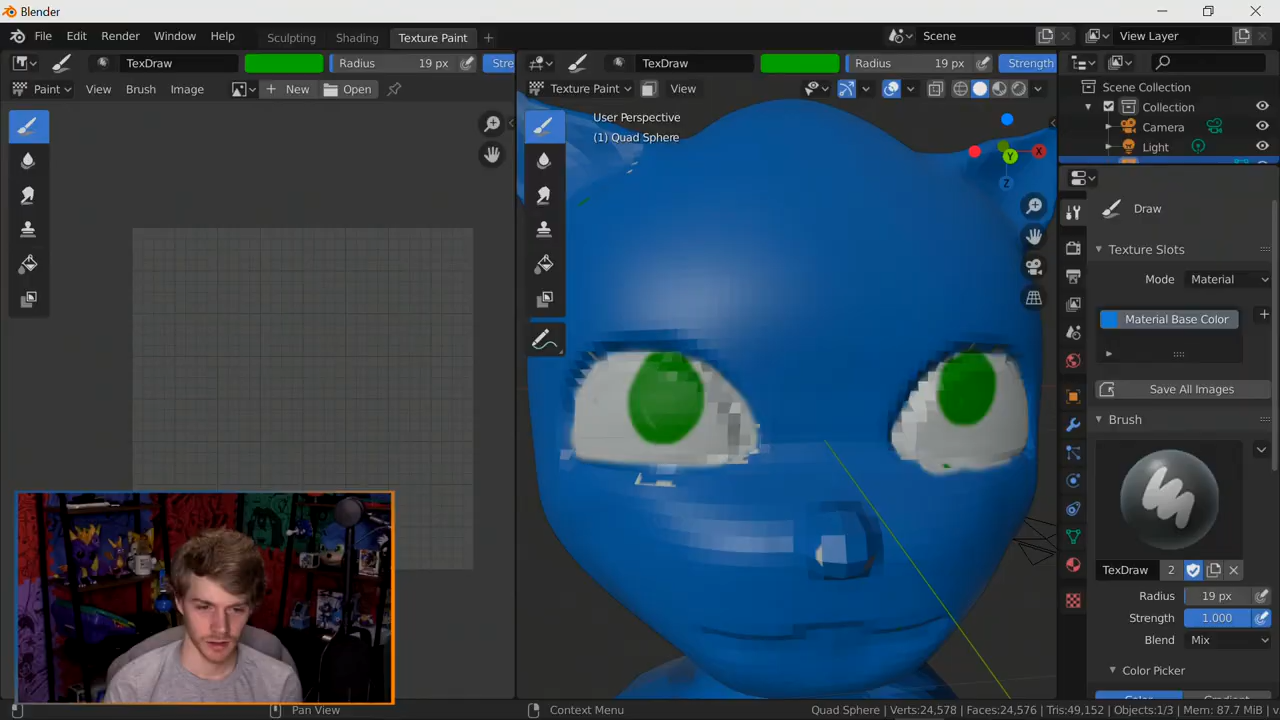 Blender
File Edit Render Window Help Sculpting Shading Texture Paint Scene View Layer
TexDraw Radius 19 px Stre
TexDraw Radius 19 px Strength
Paint View Brush Image New Open
Texture Paint View
User Perspective
(1) Quad Sphere
Scene Collection
Collection
Camera
Light
X
Y
Z
Draw
Texture Slots
Mode Material
Material Base Color
Save All Images
Brush
TexDraw 2
Radius 19 px
Strength 1.000
Blend Mix
Color Picker
Pan View Context Menu Quad Sphere Verts:24,578 | Faces:24,576 | Tris:49,152 | Objects:1/3 | Mem: 87.7 MiB | v